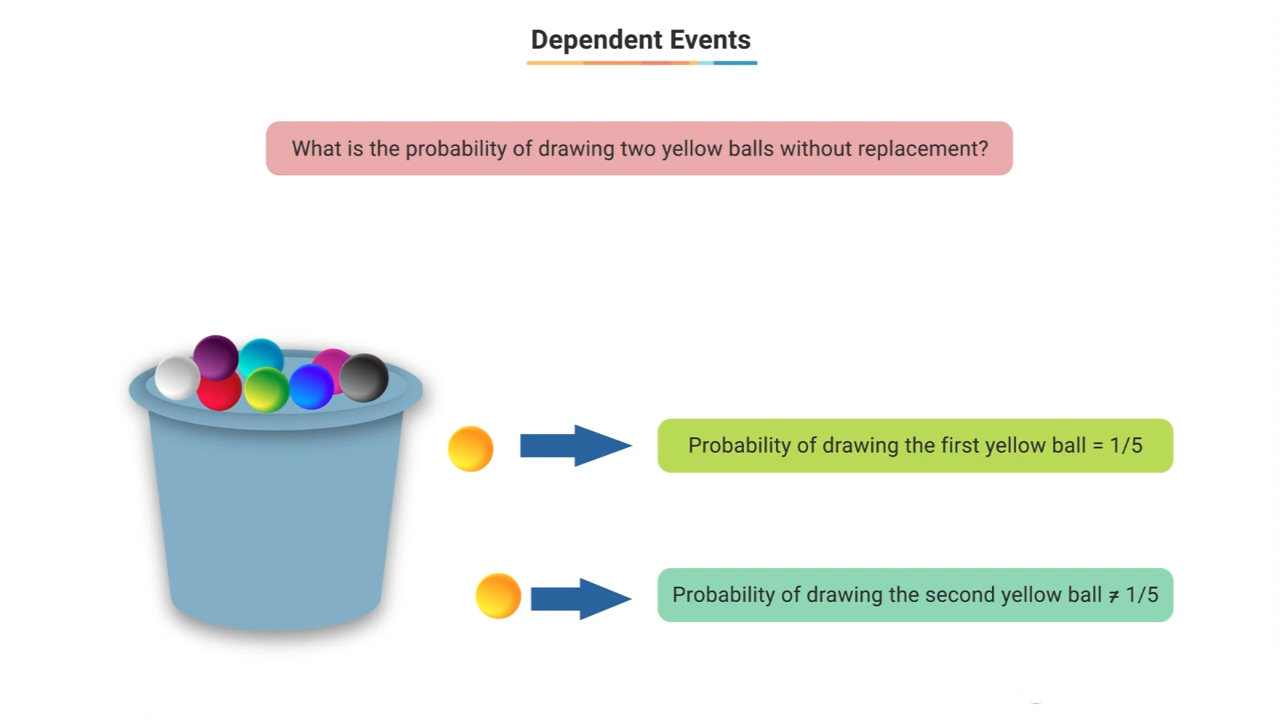 Dependent Events
What is the probability of drawing two yellow balls without replacement?
Probability of drawing the first yellow ball = 1/5
Probability of drawing the second yellow ball ≠ 1/5